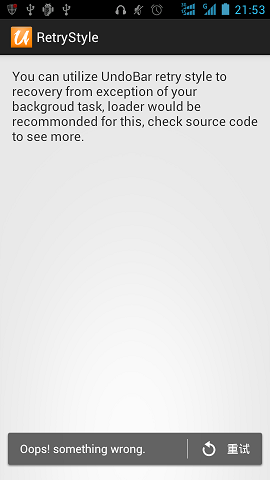 21:53
RetryStyle
You can utilize UndoBar retry style to
recovery from exception of your
backgroud task, loader would be
recommonded for this, check source code
to see more.
Oops! something wrong.
重试